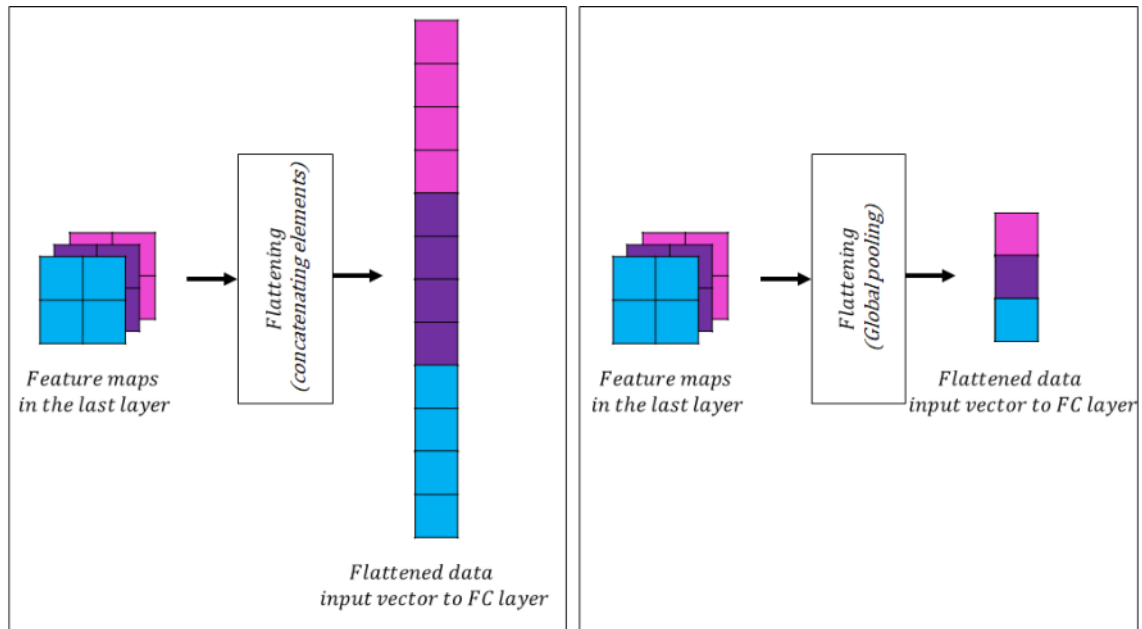 Flattening
(concatenating elements)
Feature maps
in the last layer
Flattened data
input vector to FC layer
Flattening
(Global pooling)
Feature maps
in the last layer
Flattened data
input vector to FC layer